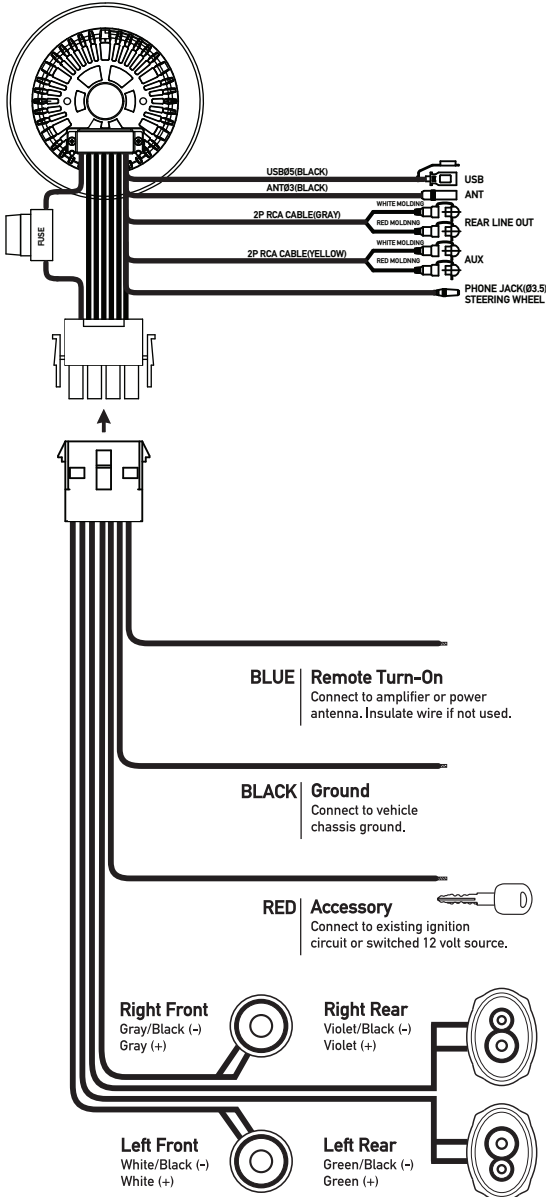 USBØ5(BLACK)
USB
ANTØ3(BLACK)
ANT
WHITE MOLDING
2P RCA CABLE(GRAY)
RED MOLDNNG
REAR LINE OUT
WHITE MOLDING
2P RCA CABLE(YELLOW)
RED MOLDNNG
AUX
PHONE JACK(Ø3.5)
STEERING WHEEL
FUSE
BLUE
Remote Turn-On
Connect to amplifier or power
antenna. Insulate wire if not used.
BLACK
Ground
Connect to vehicle
chassis ground.
RED
Accessory
Connect to existing ignition
circuit or switched 12 volt source.
Right Front
Gray/Black (-)
Gray (+)
Right Rear
Violet/Black (-)
Violet (+)
Left Front
White/Black (-)
White (+)
Left Rear
Green/Black (-)
Green (+)